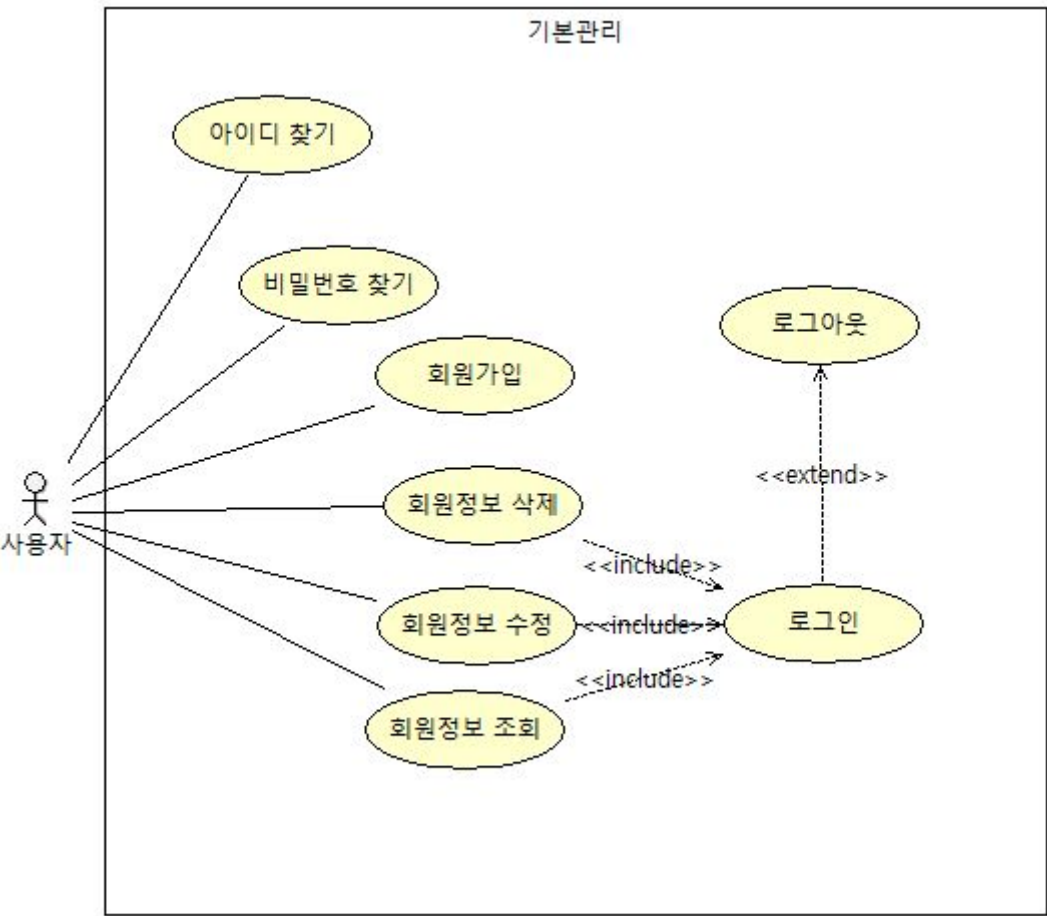 기본관리
아이디 찾기
비밀번호 찾기
로그아웃
회원가입
<<extend>>
회원정보 삭제
사용자
<<include>>
회원정보 수정
<<include>>
로그인
<<include>>
회원정보 조회